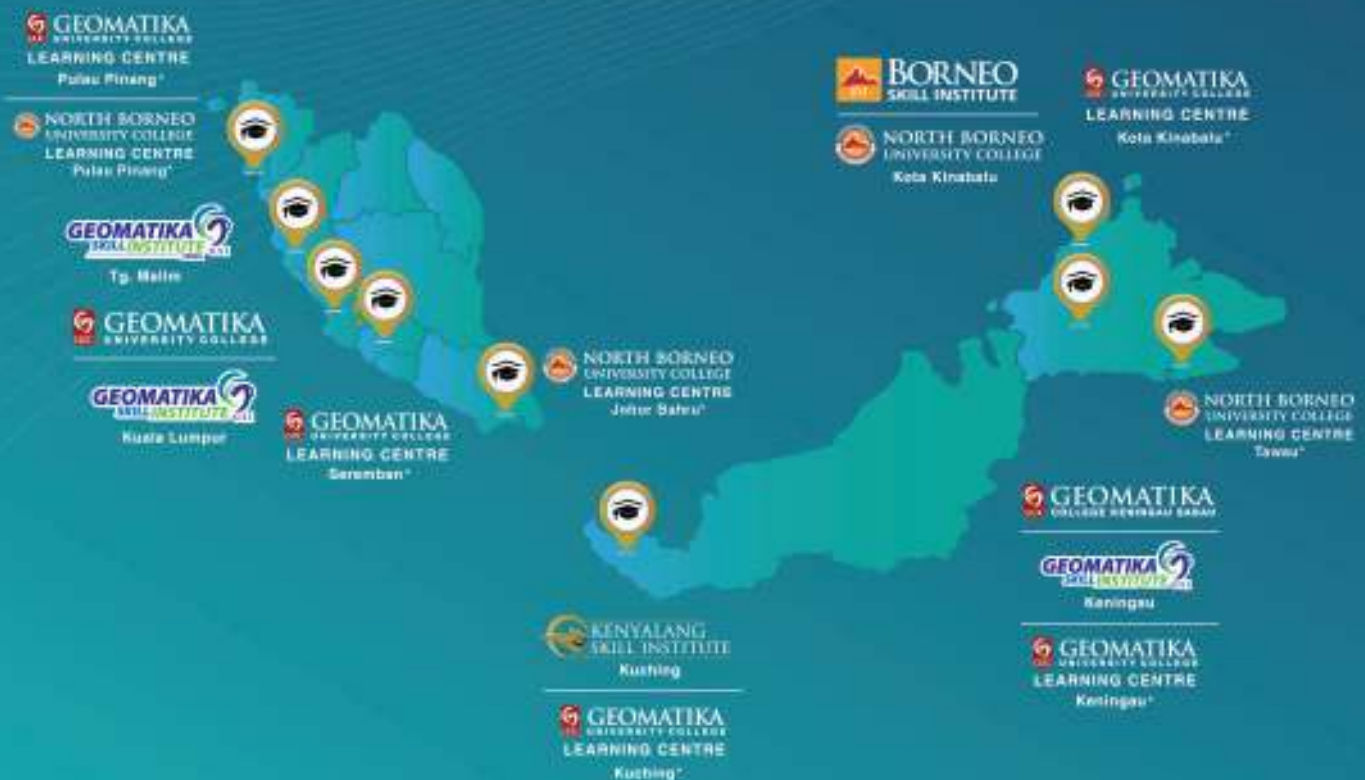 GEOMATIKA
UNIVERSITY COLLEGE
LEARNING CENTRE
Pulau Pinang*
NORTH BORNEO
UNIVERSITY COLLEGE
LEARNING CENTRE
Pulau Pinang*
GEOMATIKA
SKILL INSTITUTE
Tg. Malim
GEOMATIKA
UNIVERSITY COLLEGE
GEOMATIKA
SKILL INSTITUTE
Kuala Lumpur
GEOMATIKA
UNIVERSITY COLLEGE
LEARNING CENTRE
Seremban*
NORTH BORNEO
UNIVERSITY COLLEGE
LEARNING CENTRE
Johor Bahru*
BORNEO
SKILL INSTITUTE
NORTH BORNEO
UNIVERSITY COLLEGE
Kota Kinabalu
GEOMATIKA
UNIVERSITY COLLEGE
LEARNING CENTRE
Kota Kinabalu*
NORTH BORNEO
UNIVERSITY COLLEGE
LEARNING CENTRE
Tawau*
GEOMATIKA
COLLEGE KENINGAU SABAH
GEOMATIKA
SKILL INSTITUTE
Keningau
GEOMATIKA
UNIVERSITY COLLEGE
LEARNING CENTRE
Keningau*
KENYALANG
SKILL INSTITUTE
Kuching
GEOMATIKA
UNIVERSITY COLLEGE
LEARNING CENTRE
Kuching*